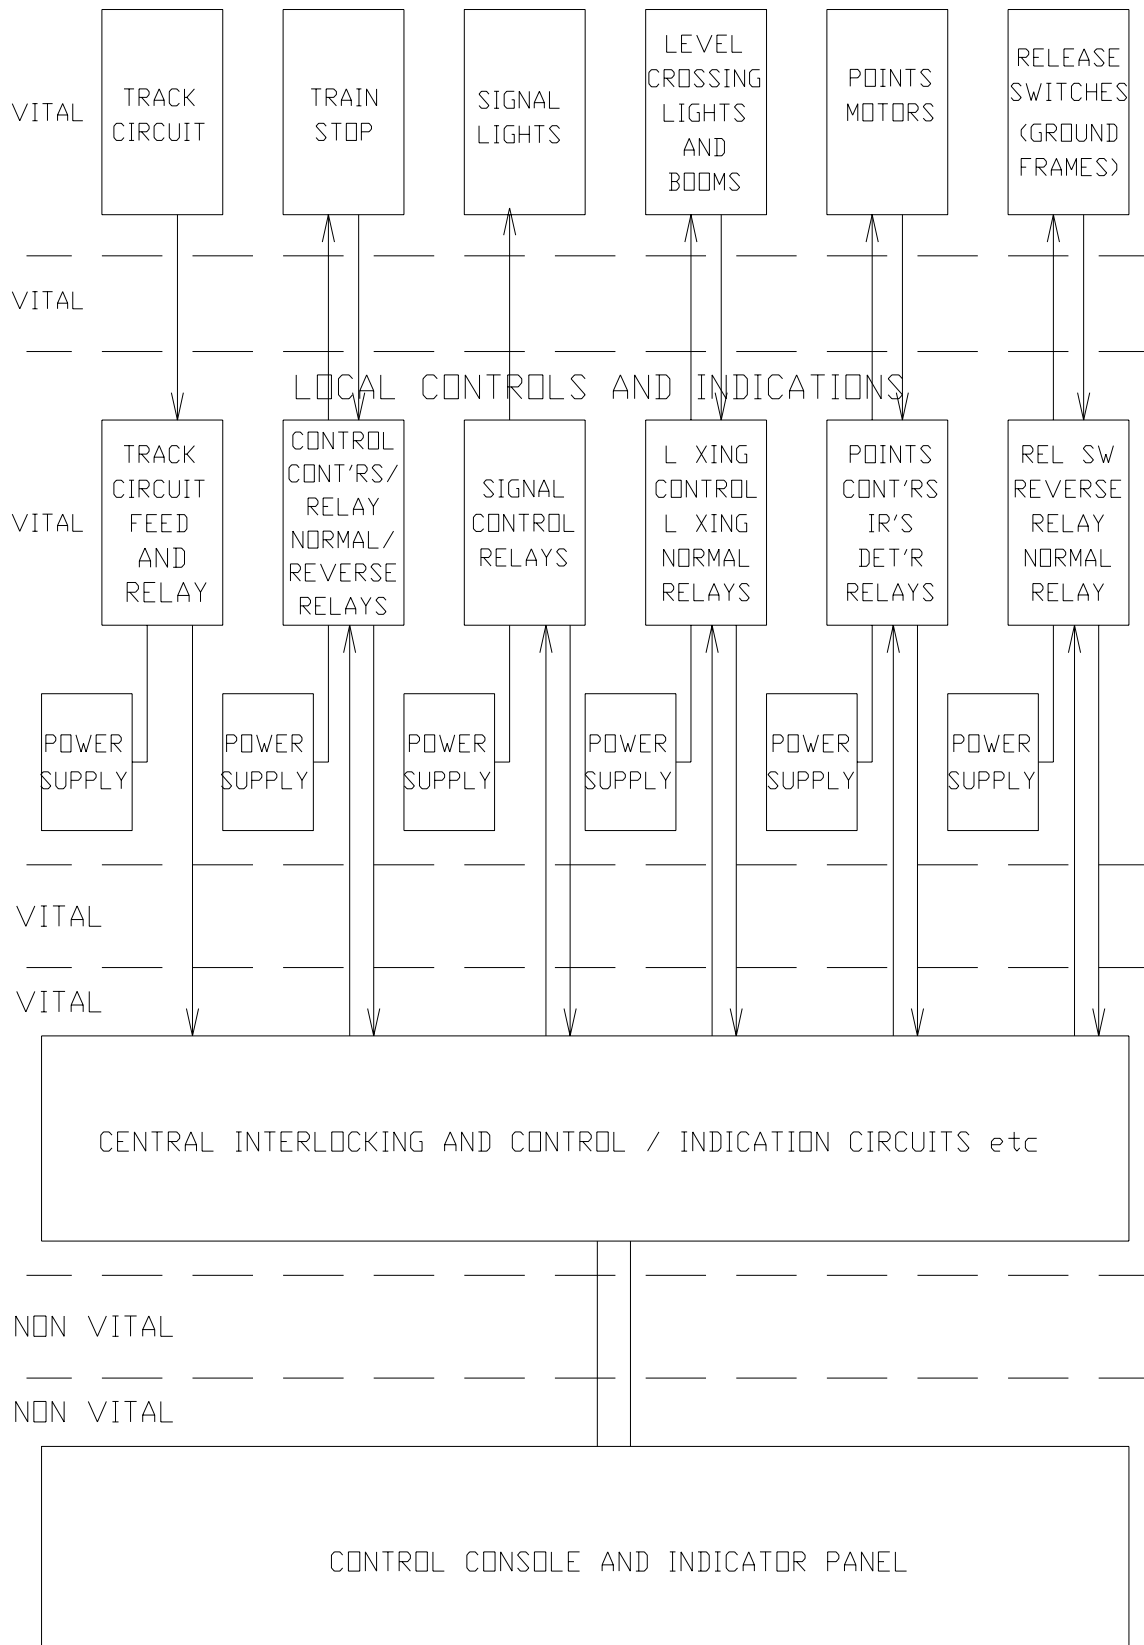 VITAL
TRACK
CIRCUIT
TRAIN
STOP
SIGNAL
LIGHTS
LEVEL
CROSSING
LIGHTS
AND
BOOMS
POINTS
MOTORS
RELEASE
SWITCHES
(GROUND
FRAMES)
VITAL
LOCAL CONTROLS AND INDICATIONS
VITAL
TRACK
CIRCUIT
FEED
AND
RELAY
CONTROL
CONT'RS/
RELAY
NORMAL/
REVERSE
RELAYS
SIGNAL
CONTROL
RELAYS
L XING
CONTROL
L XING
NORMAL
RELAYS
POINTS
CONT'RS
IR'S
DET'R
RELAYS
REL SW
REVERSE
RELAY
NORMAL
RELAY
POWER
SUPPLY
POWER
SUPPLY
POWER
SUPPLY
POWER
SUPPLY
POWER
SUPPLY
POWER
SUPPLY
VITAL
VITAL
CENTRAL INTERLOCKING AND CONTROL / INDICATION CIRCUITS etc
NON VITAL
NON VITAL
CONTROL CONSOLE AND INDICATOR PANEL